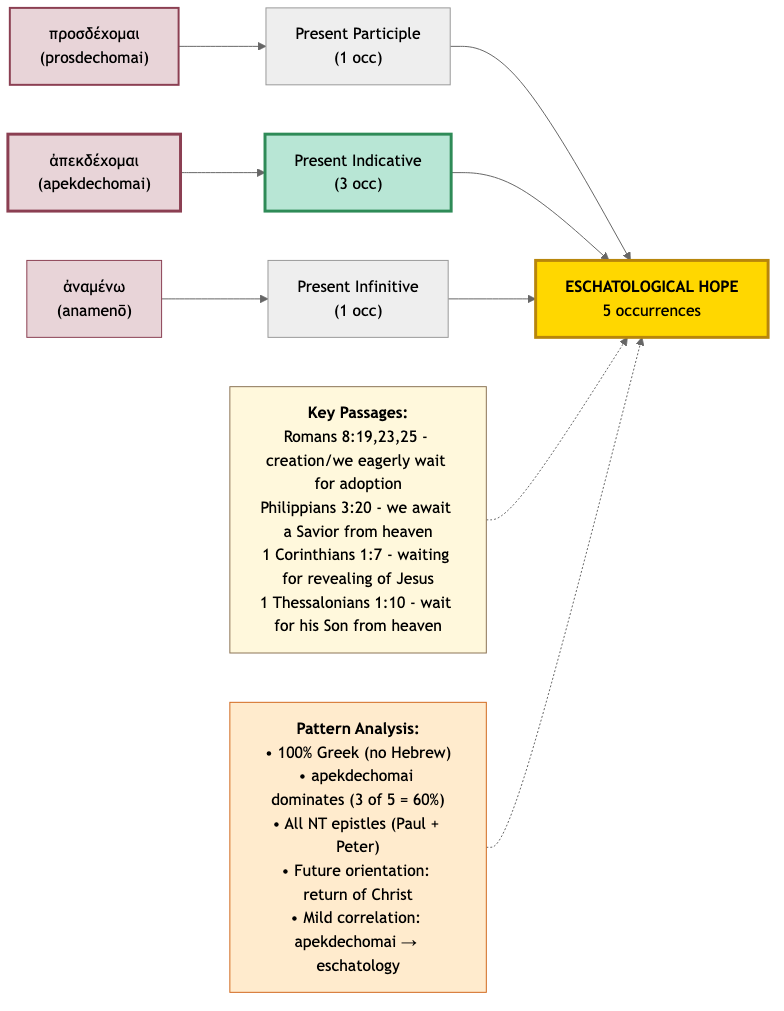 προσδέχομαι
(prosdechomai)
Present Participle
(1 occ)
ἀπεκδέχομαι
(apekdechomai)
Present Indicative
(3 occ)
ἀναμένω
(anamenō)
Present Infinitive
(1 occ)
ESCHATOLOGICAL HOPE
5 occurrences
Key Passages:
Romans 8:19,23,25 -
creation/we eagerly wait
for adoption
Philippians 3:20 - we await
a Savior from heaven
1 Corinthians 1:7 - waiting
for revealing of Jesus
1 Thessalonians 1:10 - wait
for his Son from heaven
Pattern Analysis:
• 100% Greek (no Hebrew)
• apekdechomai
dominates (3 of 5 = 60%)
• All NT epistles (Paul +
Peter)
• Future orientation:
return of Christ
• Mild correlation:
apekdechomai →
eschatology